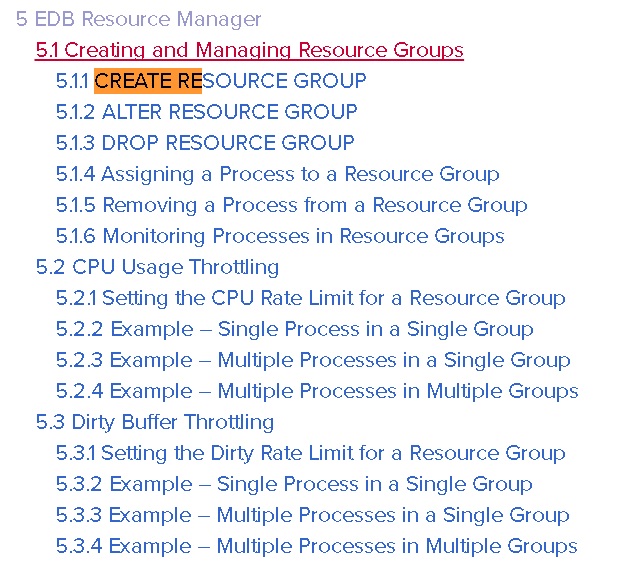 5 EDB Resource Manager
5.1 Creating and Managing Resource Groups
5.1.1 CREATE RESOURCE GROUP
5.1.2 ALTER RESOURCE GROUP
5.1.3 DROP RESOURCE GROUP
5.1.4 Assigning a Process to a Resource Group
5.1.5 Removing a Process from a Resource Group
5.1.6 Monitoring Processes in Resource Groups
5.2 CPU Usage Throttling
5.2.1 Setting the CPU Rate Limit for a Resource Group
5.2.2 Example – Single Process in a Single Group
5.2.3 Example – Multiple Processes in a Single Group
5.2.4 Example – Multiple Processes in Multiple Groups
5.3 Dirty Buffer Throttling
5.3.1 Setting the Dirty Rate Limit for a Resource Group
5.3.2 Example – Single Process in a Single Group
5.3.3 Example – Multiple Processes in a Single Group
5.3.4 Example – Multiple Processes in Multiple Groups